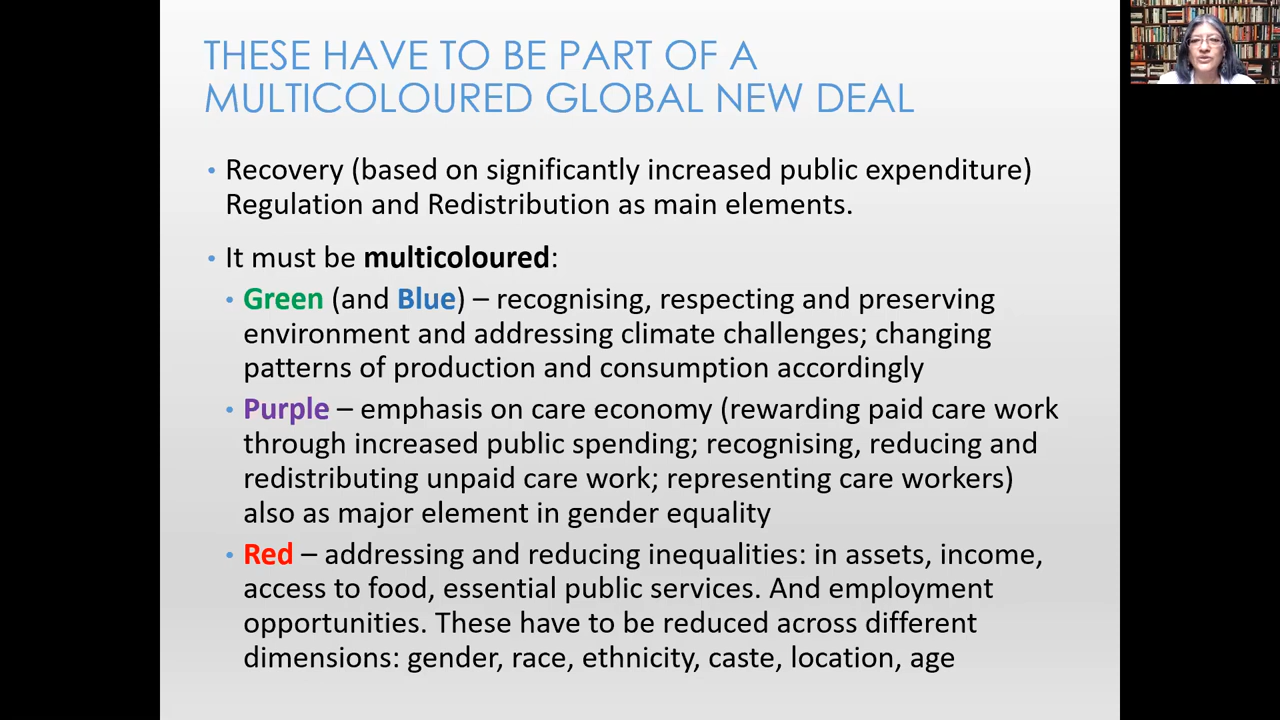 THESE HAVE TO BE PART OF A
MULTICOLOURED GLOBAL NEW DEAL
• Recovery (based on significantly increased public expenditure)
Regulation and Redistribution as main elements.
• It must be multicoloured:
• Green (and Blue) – recognising, respecting and preserving
environment and addressing climate challenges; changing
patterns of production and consumption accordingly
• Purple – emphasis on care economy (rewarding paid care work
through increased public spending; recognising, reducing and
redistributing unpaid care work; representing care workers)
also as major element in gender equality
• Red – addressing and reducing inequalities: in assets, income,
access to food, essential public services. And employment
opportunities. These have to be reduced across different
dimensions: gender, race, ethnicity, caste, location, age